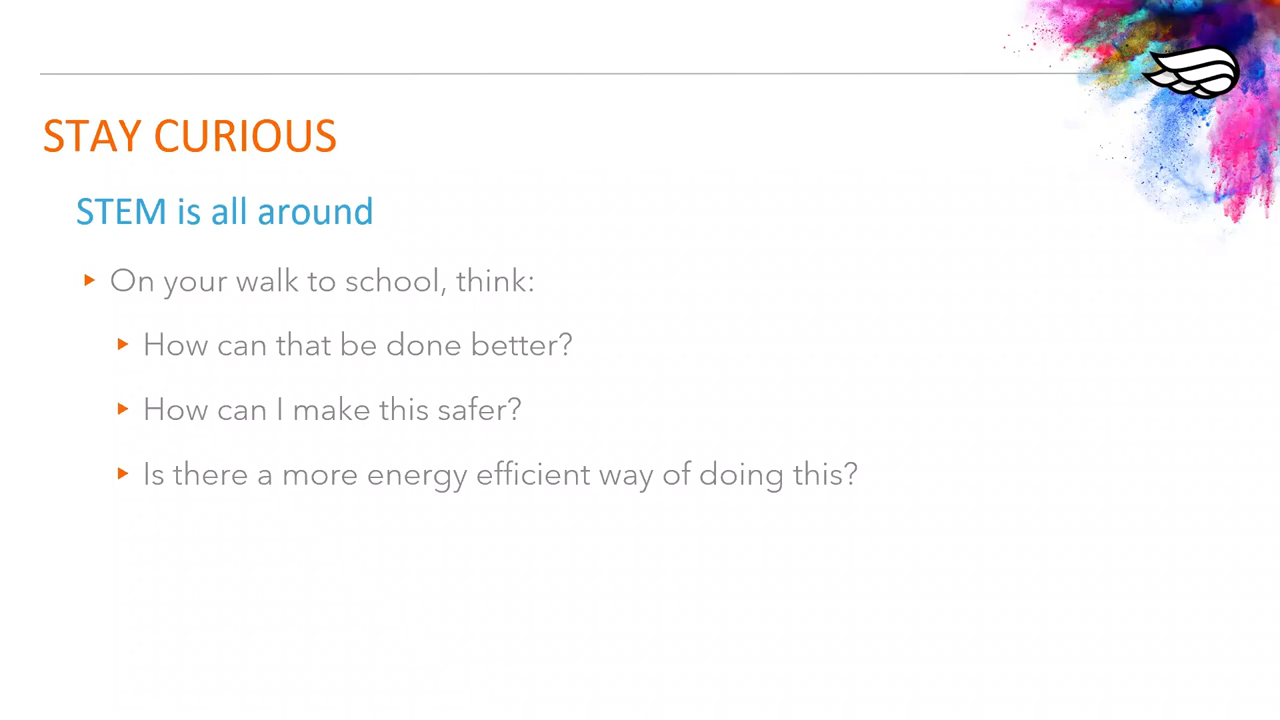 STAY CURIOUS
STEM is all around
On your walk to school, think:
How can that be done better?
How can I make this safer?
Is there a more energy efficient way of doing this?